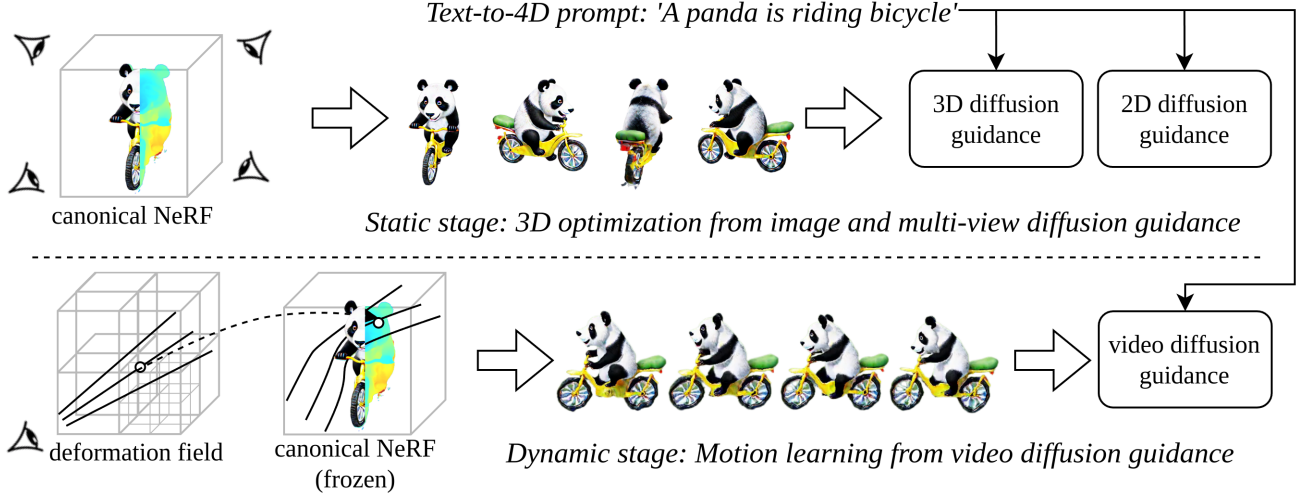 Text-to-4D prompt: 'A panda is riding bicycle'
3D diffusion
guidance
2D diffusion
guidance
canonical NeRF
Static stage: 3D optimization from image and multi-view diffusion guidance
video diffusion
guidance
deformation field
canonical NeRF
(frozen)
Dynamic stage: Motion learning from video diffusion guidance